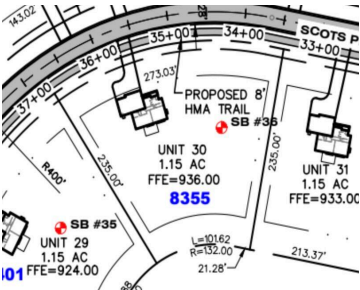 143.02
28'
37+00
36+00
35+00
34+00
33+00
SCOTS P
273.03'
PROPOSED 8'
HMA TRAIL
SB #36
235.00'
235.00'
UNIT 30
1.15 AC
FFE=936.00
8355
UNIT 31
1.15 AC
FFE=933.00
R400'
SB #35
UNIT 29
1.15 AC
FFE=924.00
401
L=101.62
R=132.00
21.28'
213.37'
88